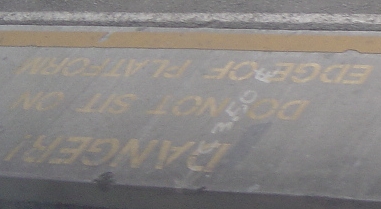 DANGER!
DO NOT SIT ON
EDGE OF PLATFORM